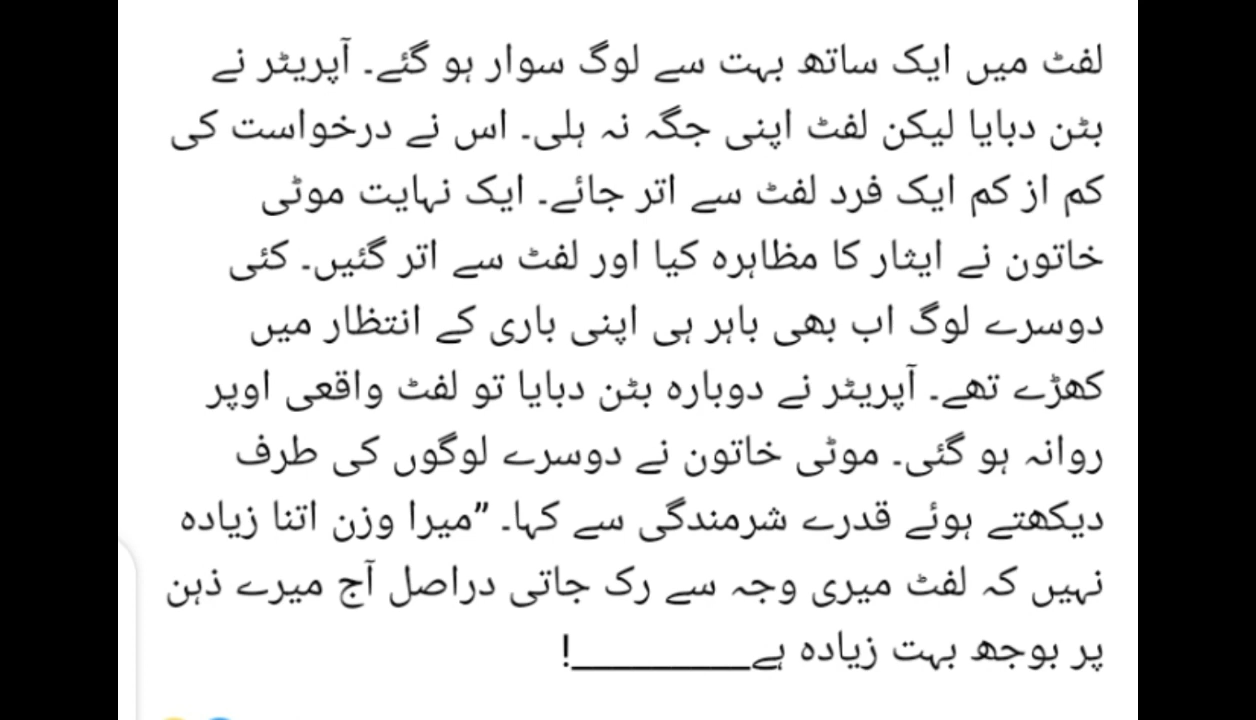 لفٹ میں ایک ساتھ بہت سے لوگ سوار ہو گئے۔ آپریٹر نے
بٹن دبایا لیکن لفٹ اپنی جگہ نہ ہلی۔ اس نے درخواست کی
کم از کم ایک فرد لفٹ سے اتر جائے۔ ایک نہایت موٹی
خاتون نے ایثار کا مظاہرہ کیا اور لفٹ سے اتر گئیں۔ کئی
دوسرے لوگ اب بھی باہر ہی اپنی باری کے انتظار میں
کھڑے تھے۔ آپریٹر نے دوبارہ بٹن دبایا تو لفٹ واقعی اوپر
روانہ ہو گئی۔ موٹی خاتون نے دوسرے لوگوں کی طرف
دیکھتے ہوئے قدرے شرمندگی سے کہا۔ ”میرا وزن اتنا زیادہ
نہیں کہ لفٹ میری وجہ سے رک جاتی دراصل آج میرے ذہن
پر بوجھ بہت زیادہ ہے__________!